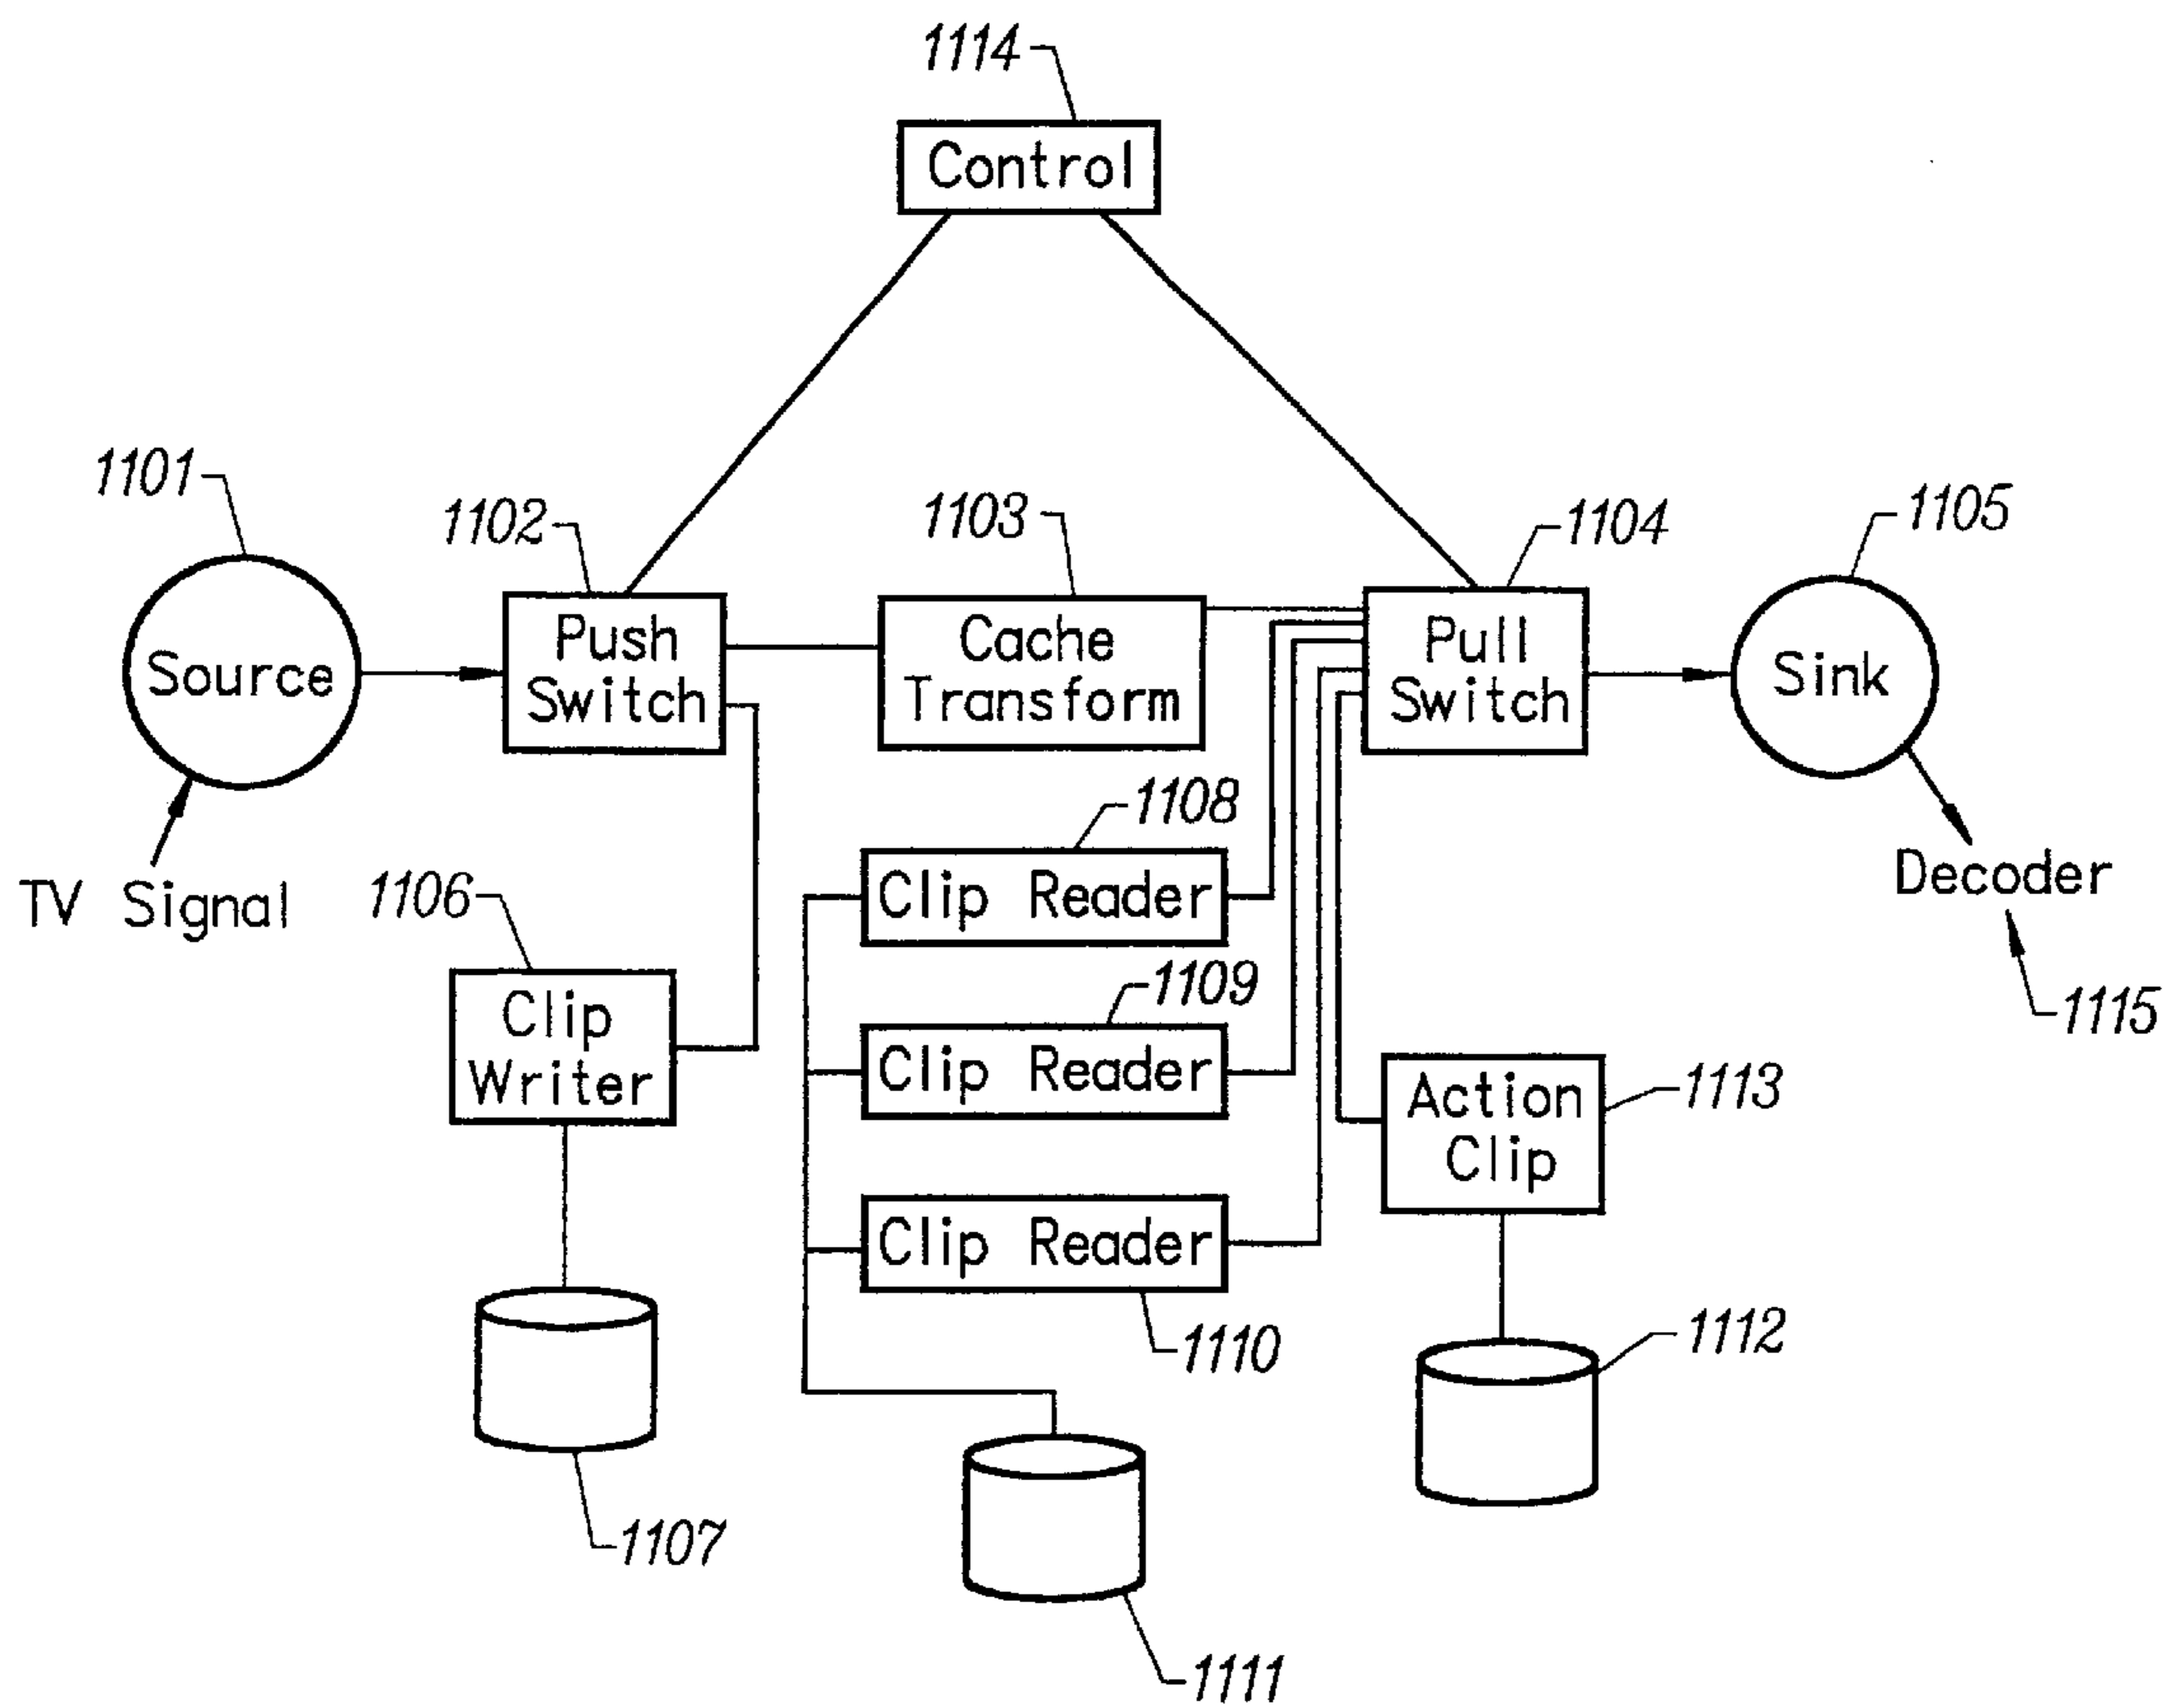 1114
Control
1101
1102
1103
1104
1105
Source
Push
Switch
Cache
Transform
Pull
Switch
Sink
TV Signal
1106
Clip
Writer
1108
Clip Reader
1109
Clip Reader
Clip Reader
1110
Decoder
1115
Action
Clip
1113
1112
1107
1111